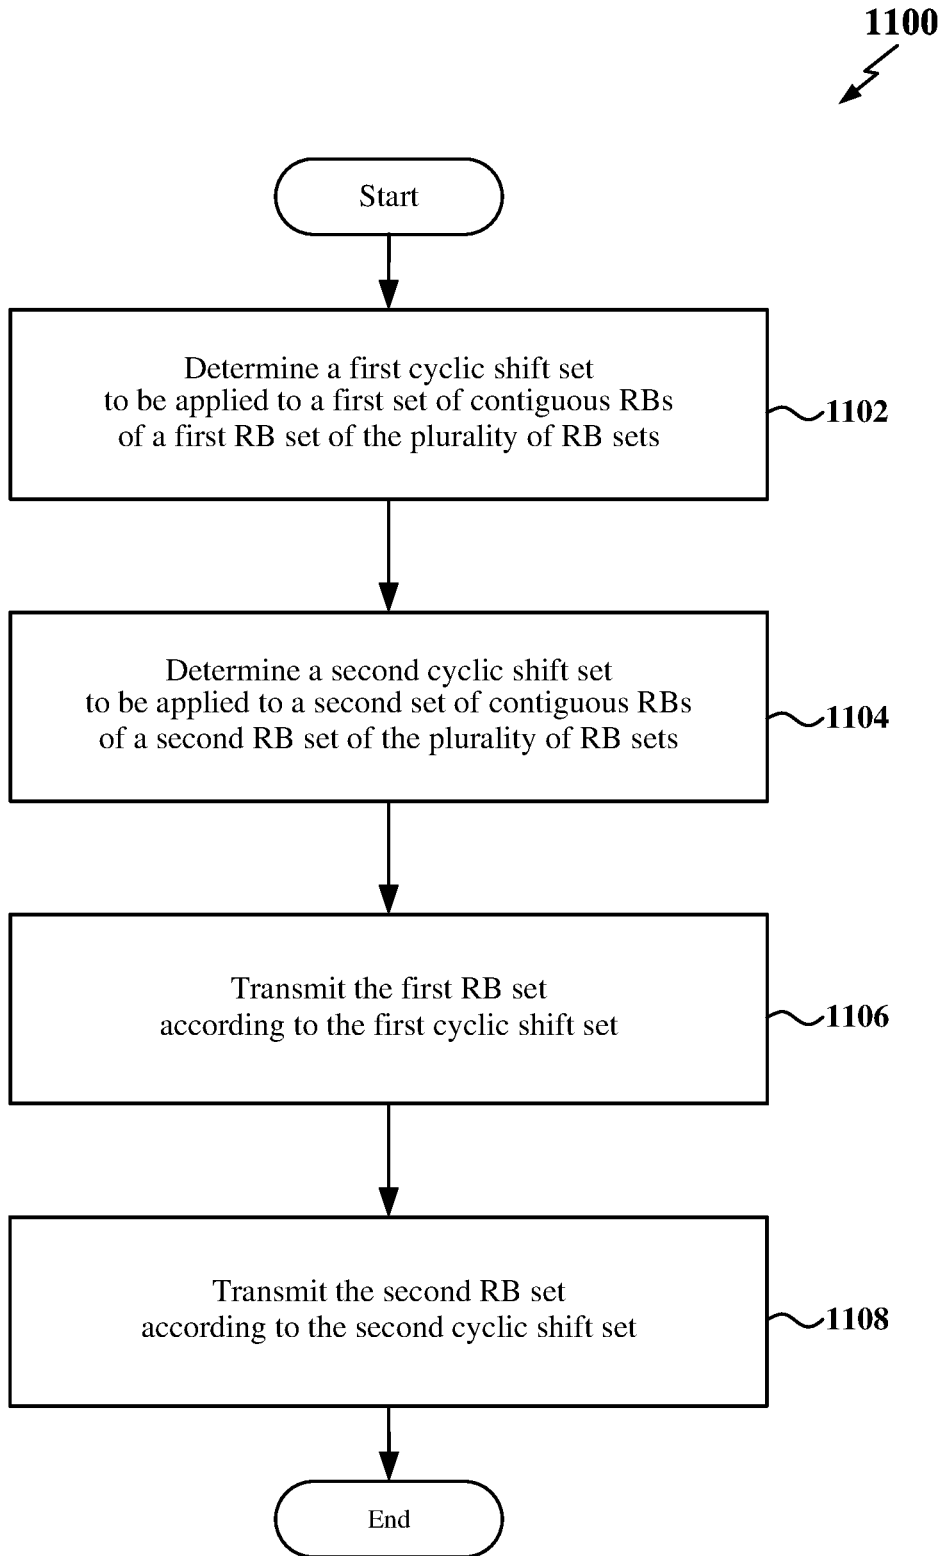 1100
Start
Determine a first cyclic shift set
to be applied to a first set of contiguous RBs
of a first RB set of the plurality of RB sets
1102
Determine a second cyclic shift set
to be applied to a second set of contiguous RBs
of a second RB set of the plurality of RB sets
1104
Transmit the first RB set
according to the first cyclic shift set
1106
Transmit the second RB set
according to the second cyclic shift set
1108
End